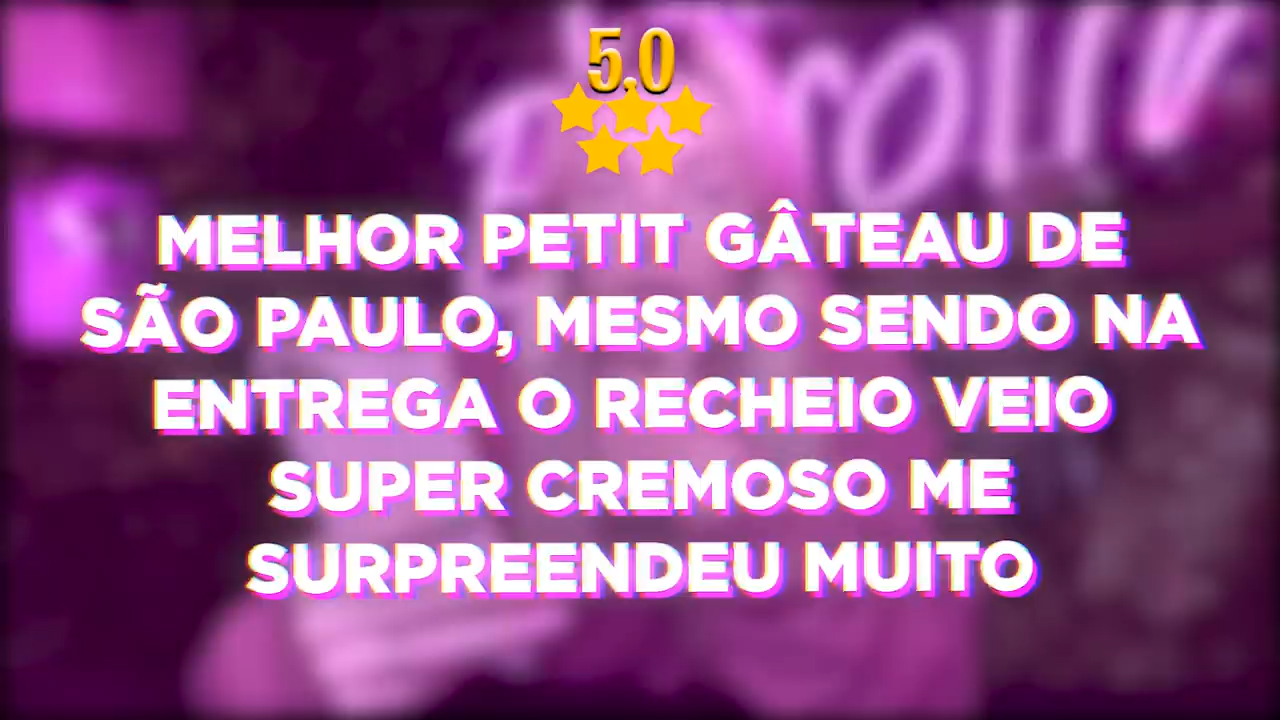 5.0
MELHOR PETIT GÂTEAU DE
SÃO PAULO, MESMO SENDO NA
ENTREGA O RECHEIO VEIO
SUPER CREMOSO ME
SURPREENDEU MUITO